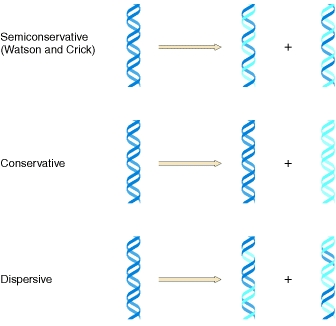 Semiconservative
(Watson and Crick)
+
Conservative
+
Dispersive
+